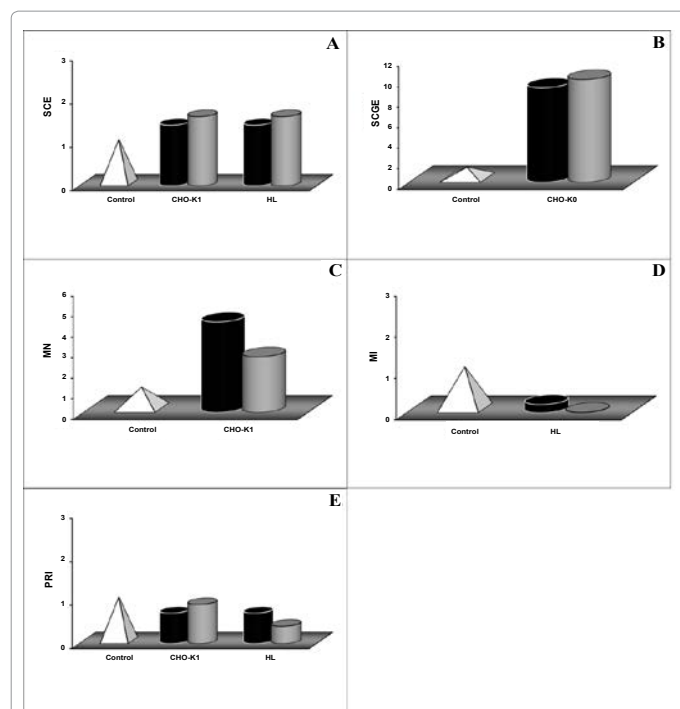 A
3
2
1
0
SCE
Control CHO-K1 HL
B
12
10
8
6
4
2
0
SCGE
Control CHO-K0
C
6
5
4
3
2
1
0
MN
Control CHO-K1
D
3
2
1
0
MI
Control HL
E
3
2
1
0
PRI
Control CHO-K1 HL